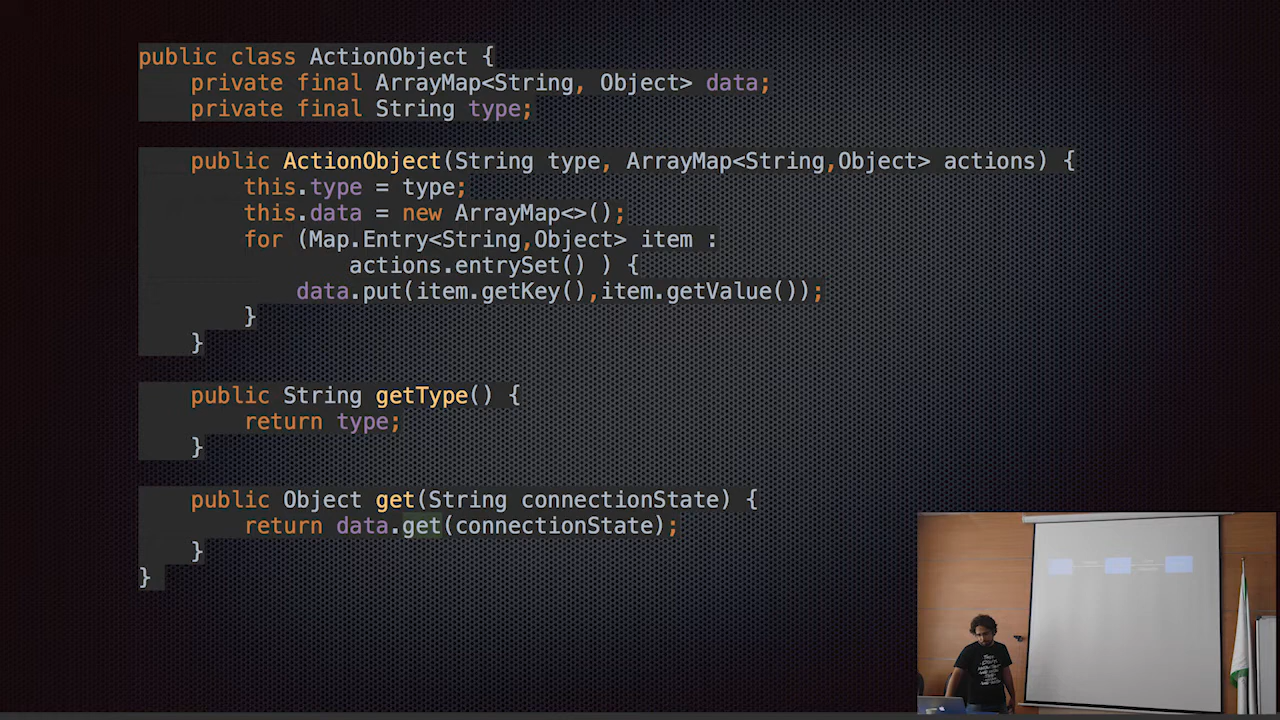 public class ActionObject {
private final ArrayMap<String, Object> data;
private final String type;
public ActionObject(String type, ArrayMap<String,Object> actions) {
this.type = type;
this.data = new ArrayMap<>();
for (Map.Entry<String,Object> item :
actions.entrySet() ) {
data.put(item.getKey(),item.getValue());
}
}
public String getType() {
return type;
}
public Object get(String connectionState) {
return data.get(connectionState);
}
}